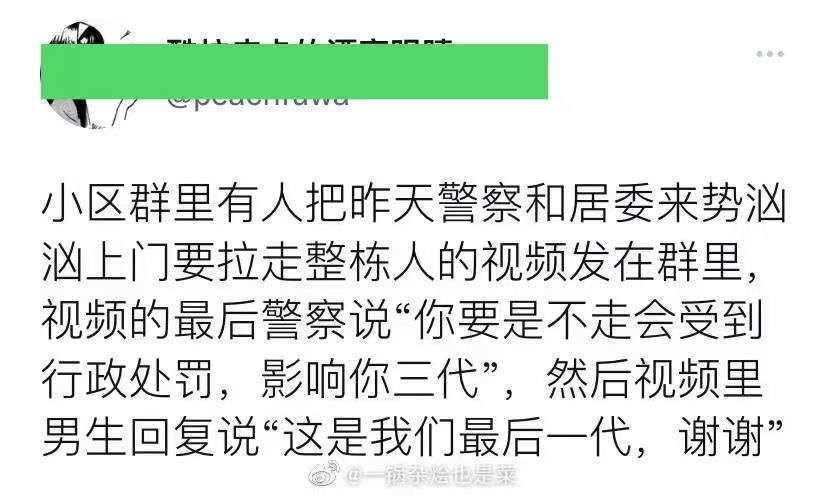 小区群里有人把昨天警察和居委来势汹
汹上门要拉走整栋人的视频发在群里，
视频的最后警察说“你要是不走会受到
行政处罚，影响你三代”，然后视频里
男生回复说“这是我们最后一代，谢谢”
@一锅杂烩也是菜